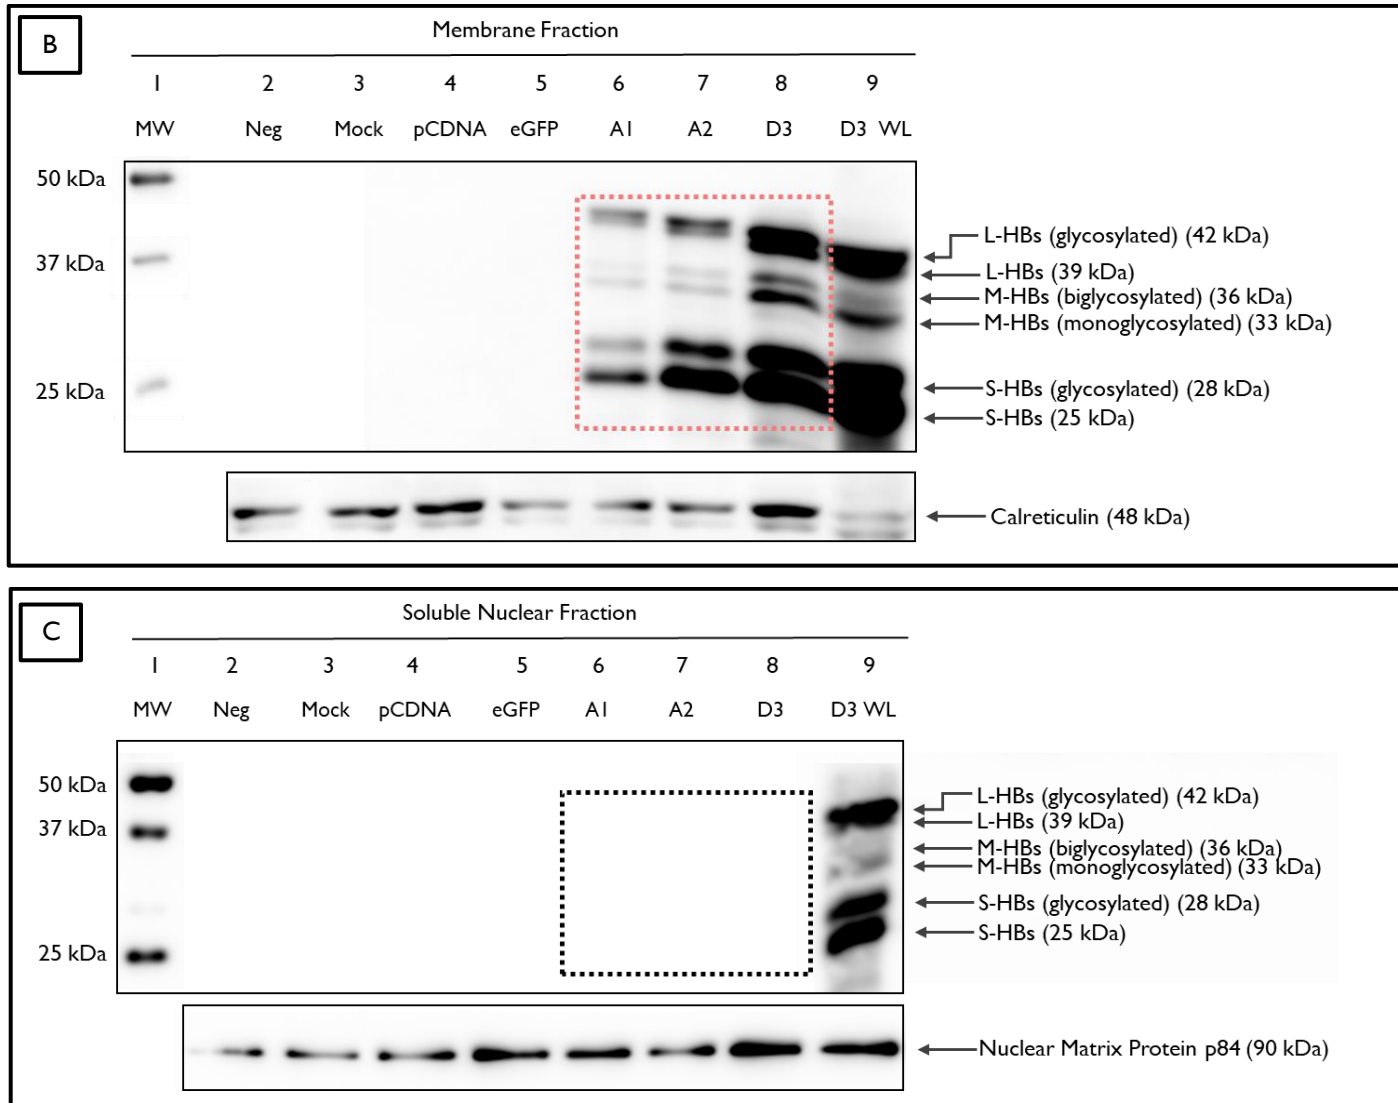 B
Membrane Fraction
1 2 3 4 5 6 7 8 9
MW Neg Mock pCDNA eGFP A1 A2 D3 D3 WL
50 kDa
37 kDa
25 kDa
L-HBs (glycosylated) (42 kDa)
L-HBs (39 kDa)
M-HBs (biglycosylated) (36 kDa)
M-HBs (monoglycosylated) (33 kDa)
S-HBs (glycosylated) (28 kDa)
S-HBs (25 kDa)
Calreticulin (48 kDa)
C
Soluble Nuclear Fraction
1 2 3 4 5 6 7 8 9
MW Neg Mock pCDNA eGFP A1 A2 D3 D3 WL
50 kDa
37 kDa
25 kDa
L-HBs (glycosylated) (42 kDa)
L-HBs (39 kDa)
M-HBs (biglycosylated) (36 kDa)
M-HBs (monoglycosylated) (33 kDa)
S-HBs (glycosylated) (28 kDa)
S-HBs (25 kDa)
Nuclear Matrix Protein p84 (90 kDa)